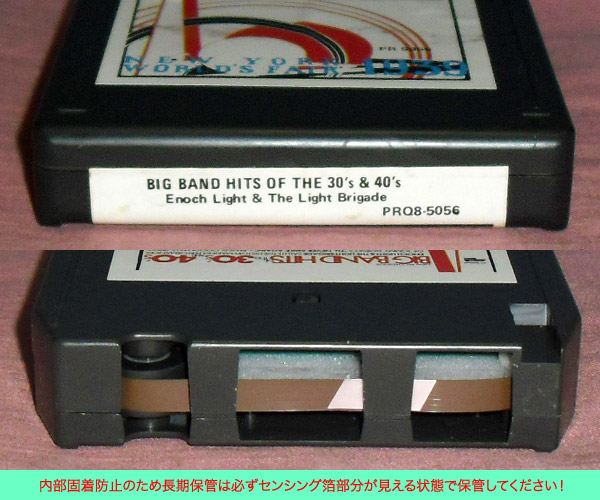 PR 5056
NEW YORK
WORLD'S FAIR 1939
BIG BAND HITS OF THE 30's & 40's
Enoch Light & The Light Brigade
PRQ8-5056
BIG BAND HITS 30's 40's
内部固着防止のため長期保管は必ずセンシング箔部分が見える状態で保管してください!